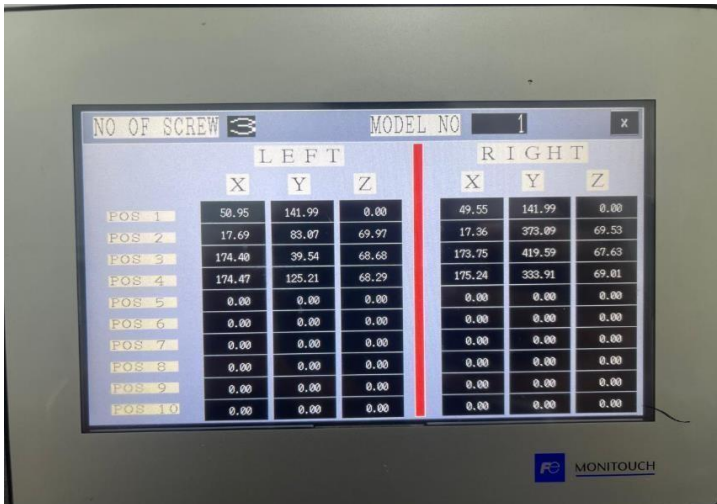 NO OF SCREW 3 MODEL NO 1 X
LEFT RIGHT
X Y Z X Y Z
POS 1 50.95 141.99 0.00 49.55 141.99 0.00
POS 2 17.69 83.07 69.97 17.36 373.09 69.53
POS 3 174.40 39.54 68.68 173.75 419.59 67.63
POS 4 174.47 125.21 68.29 175.24 333.91 69.01
POS 5 0.00 0.00 0.00 0.00 0.00 0.00
POS 6 0.00 0.00 0.00 0.00 0.00 0.00
POS 7 0.00 0.00 0.00 0.00 0.00 0.00
POS 8 0.00 0.00 0.00 0.00 0.00 0.00
POS 9 0.00 0.00 0.00 0.00 0.00 0.00
POS 10 0.00 0.00 0.00 0.00 0.00 0.00
Fe MONITOUCH